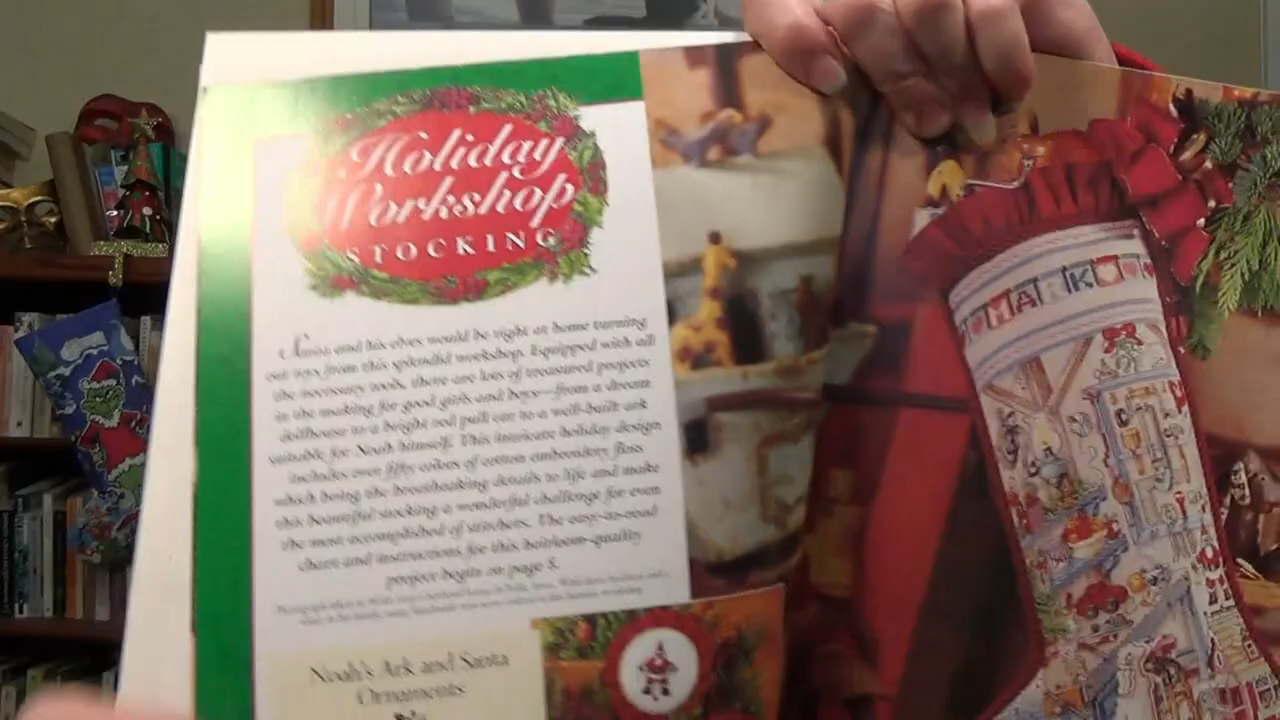 Holiday
Workshop
STOCKING
Santa and his elves would be right at home turning
out toys from this splendid workshop. Equipped with all
the necessary tools, there are lots of treasured projects
in the making for good girls and boys—from a dream
dollhouse to a bright red pull car to a well-built ark
suitable for Noah himself. This intricate holiday design
includes over fifty colors of cotton embroidery floss
which bring the breathtaking details to life and make
this beautiful stocking a wonderful challenge for even
the most accomplished of stitchers. The easy-to-read
chart and instructions for this heirloom-quality
project begin on page 5.
Noah's Ark and Santa
Ornaments
MARK